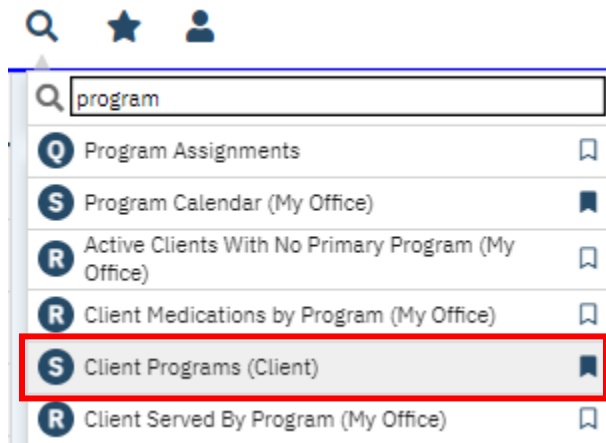 program
Q Program Assignments
S Program Calendar (My Office)
R Active Clients With No Primary Program (My
Office)
R Client Medications by Program (My Office)
S Client Programs (Client)
R Client Served By Program (My Office)